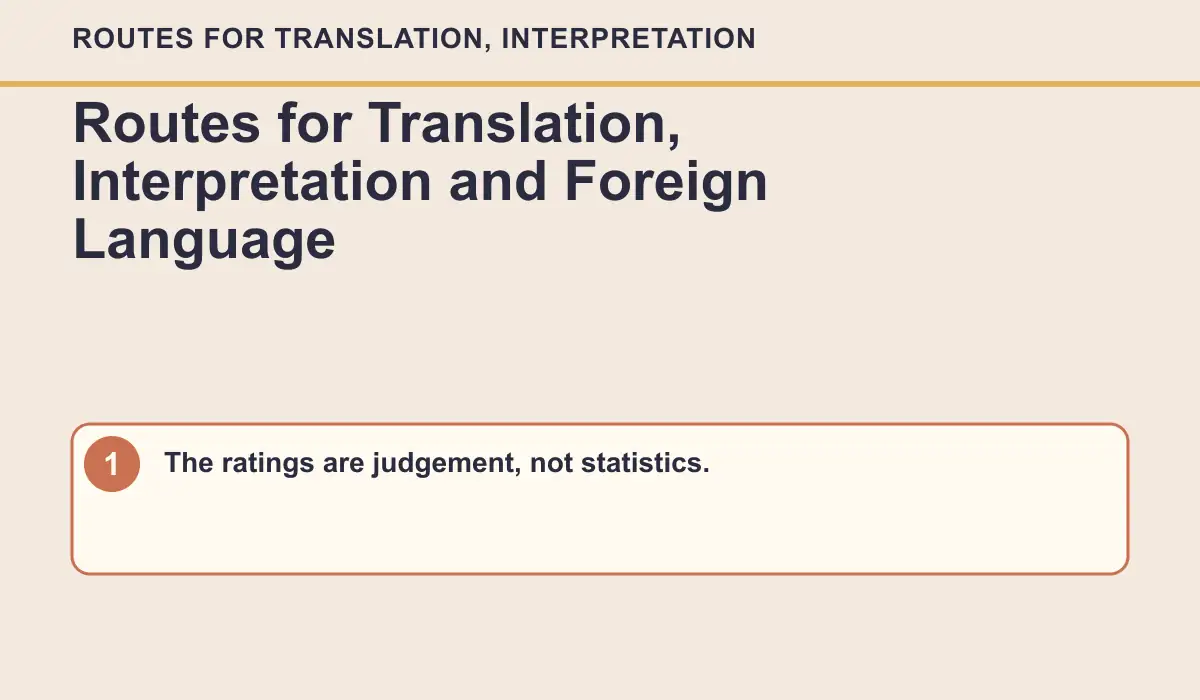 ROUTES FOR TRANSLATION, INTERPRETATION
Routes for Translation,
Interpretation and Foreign
Language
1
The ratings are judgement, not statistics.